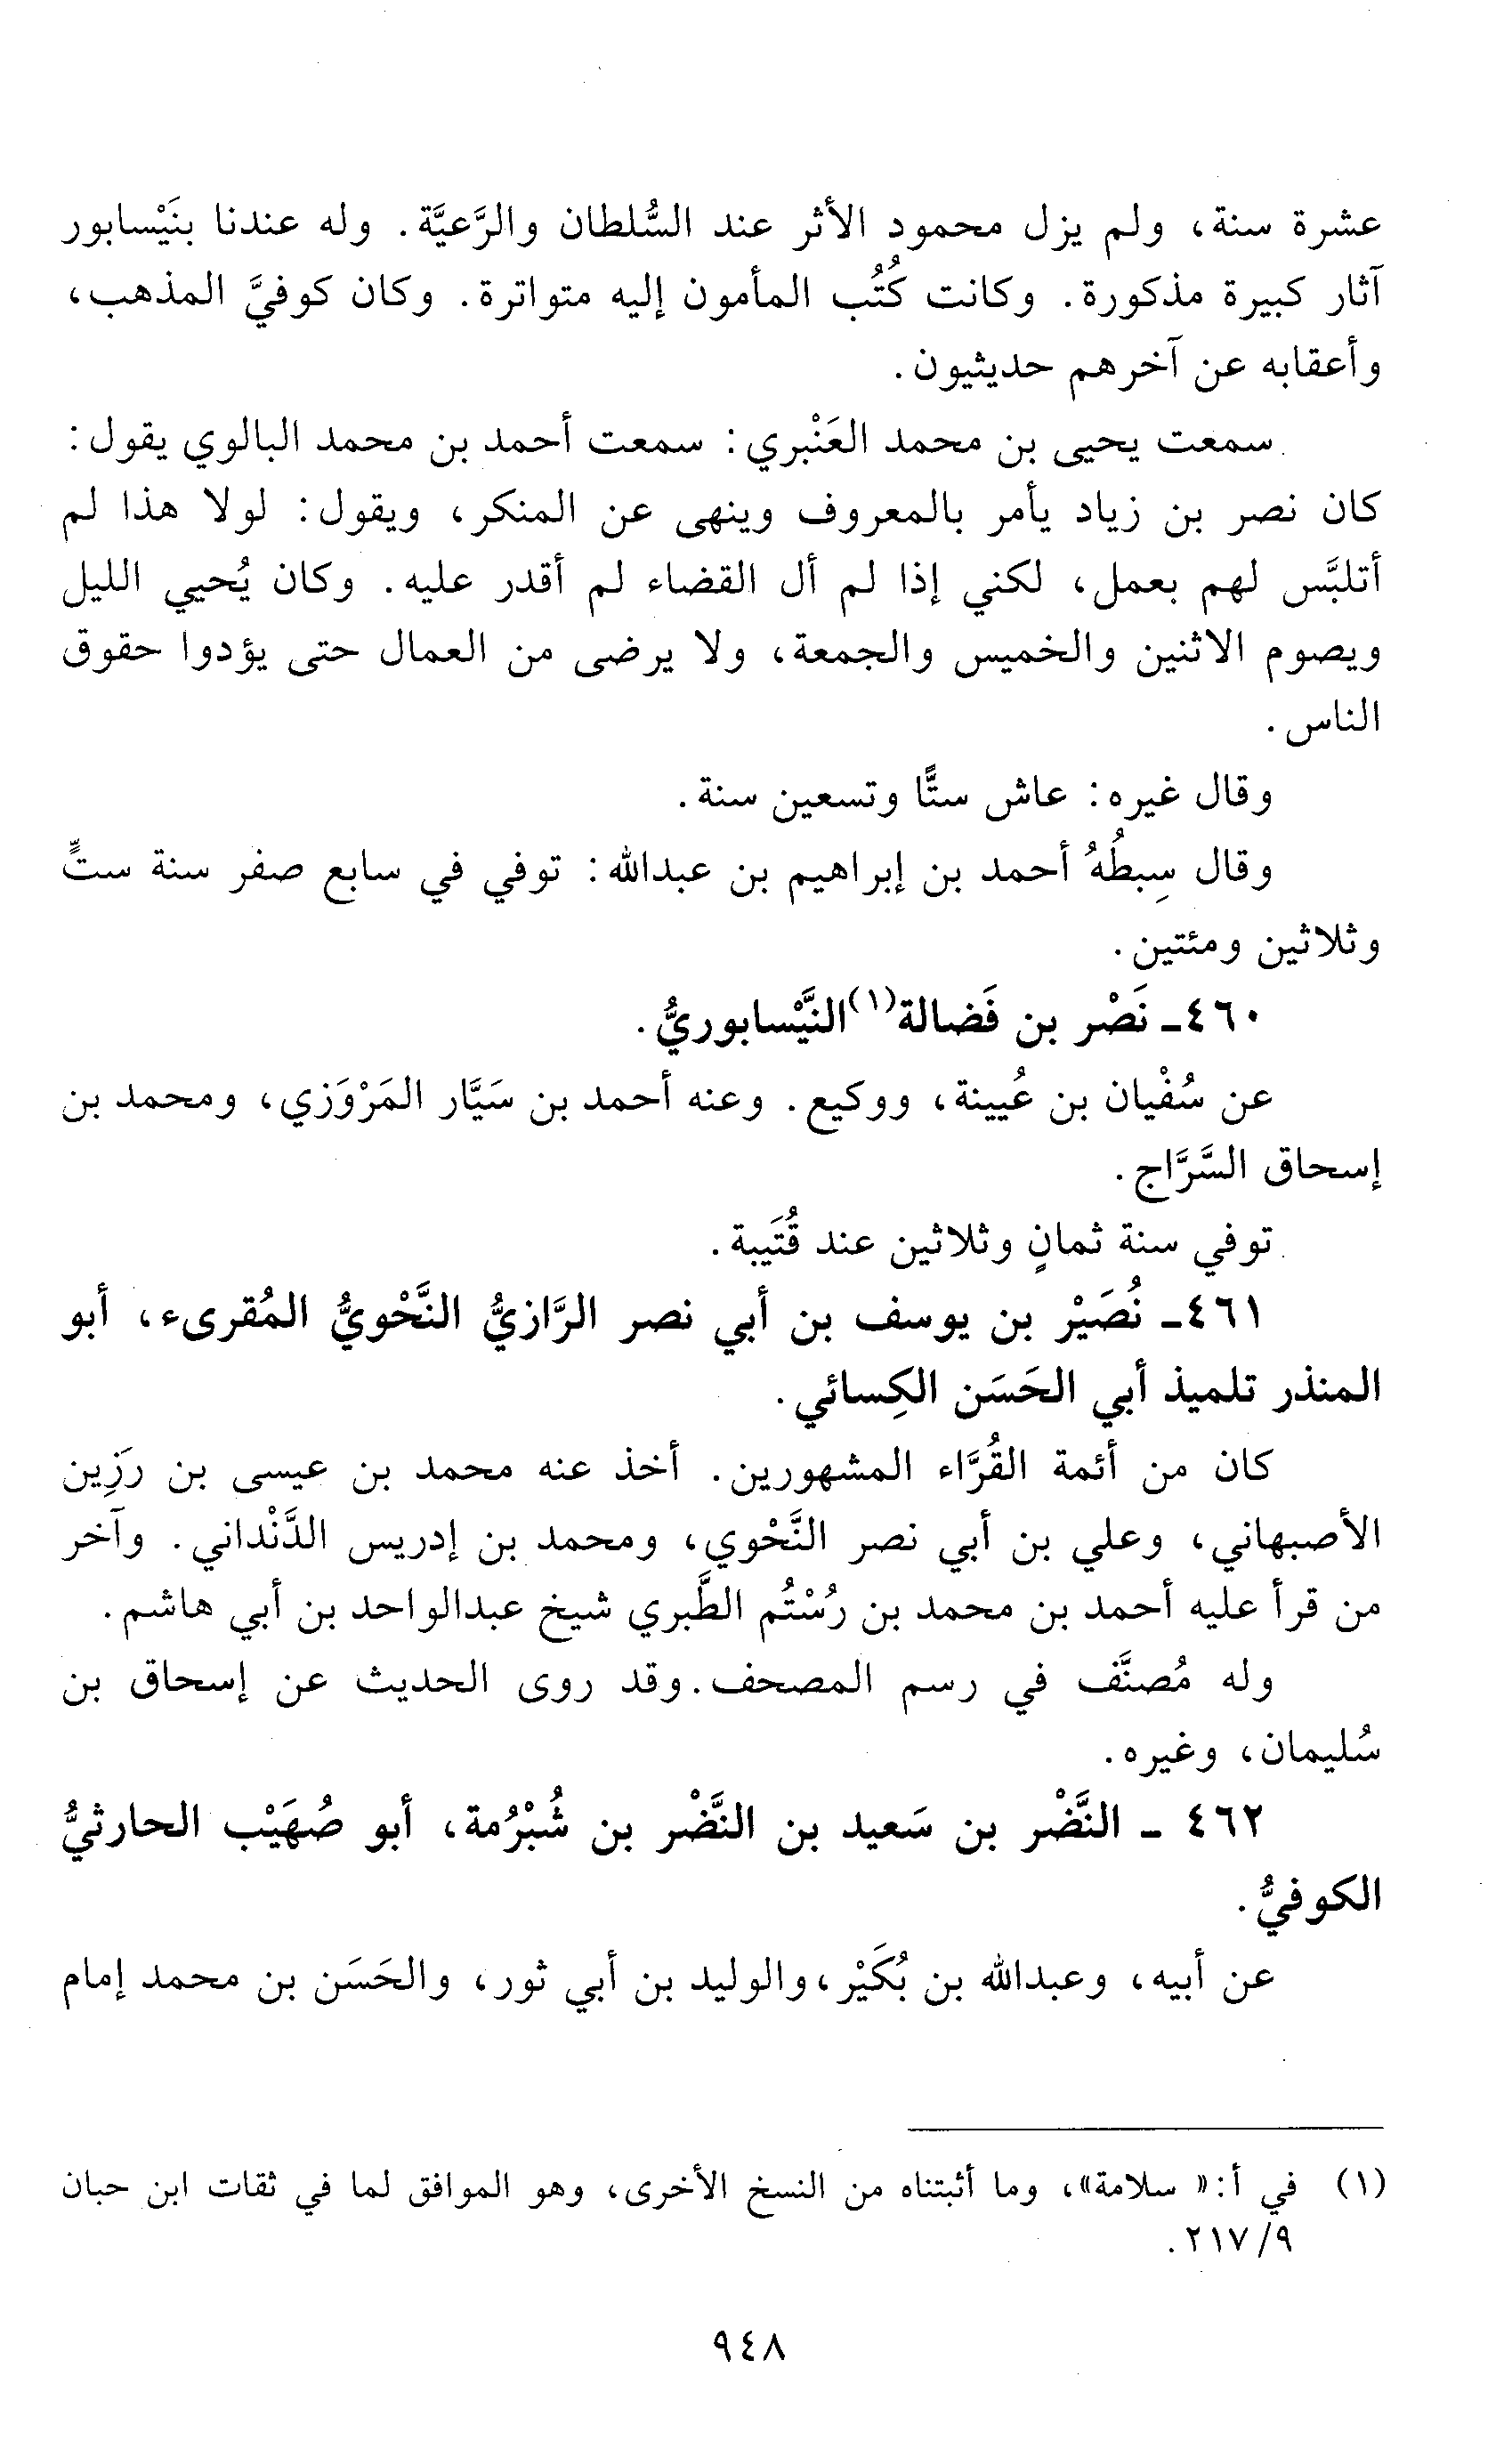 عشرة سنة، ولم يزل محمود الأثر عند السُّلطان والرَّعيَّة. وله عندنا بنَيْسابور
آثار كبيرة مذكورة. وكانت كُتُب المأمون إليه متواترة. وكان كوفيَّ المذهب،
وأعقابه عن آخرهم حديثيون.
سمعت يحيى بن محمد العَنْبري: سمعت أحمد بن محمد البالوي يقول:
كان نصر بن زياد يأمر بالمعروف وينهى عن المنكر، ويقول: لولا هذا لم
أتلبَّس لهم بعمل، لكني إذا لم أل القضاء لم أقدر عليه. وكان يُحيي الليل
ويصوم الاثنين والخميس والجمعة، ولا يرضى من العمال حتى يؤدوا حقوق
الناس.
وقال غيره: عاش ستًّا وتسعين سنة.
وقال سِبطُهُ أحمد بن إبراهيم بن عبدالله: توفي في سابع صفر سنة ستٍّ
وثلاثين ومئتين.
٤٦٠ـ نَصْر بن فَضالة(١) النَّيْسابوريُّ.
عن سُفْيان بن عُيينة، ووكيع. وعنه أحمد بن سَيَّار المَرْوَزي، ومحمد بن
إسحاق السَّرَّاج.
توفي سنة ثمانٍ وثلاثين عند قُتَيبة.
٤٦١ـ نُصَيْر بن يوسف بن أبي نصر الرَّازيُّ النَّحْويُّ المُقرىء، أبو
المنذر تلميذ أبي الحَسَن الكِسائي.
كان من أئمة القُرَّاء المشهورين. أخذ عنه محمد بن عيسى بن رَزِين
الأصبهاني، وعلي بن أبي نصر النَّحْوي، ومحمد بن إدريس الدَّنْداني. وآخر
من قرأ عليه أحمد بن محمد بن رُسْتُم الطَّبري شيخ عبدالواحد بن أبي هاشم.
وله مُصنَّف في رسم المصحف. وقد روى الحديث عن إسحاق بن
سُليمان، وغيره.
٤٦٢ ـ النَّضْر بن سَعيد بن النَّضْر بن شُبْرُمة، أبو صُهَيْب الحارثيُّ
الكوفيُّ.
عن أبيه، وعبدالله بن بُكَيْر، والوليد بن أبي ثور، والحَسَن بن محمد إمام
(١) في أ: « سلامة»، وما أثبتناه من النسخ الأخرى، وهو الموافق لما في ثقات ابن حبان
٩/ ٢١٧.
٩٤٨